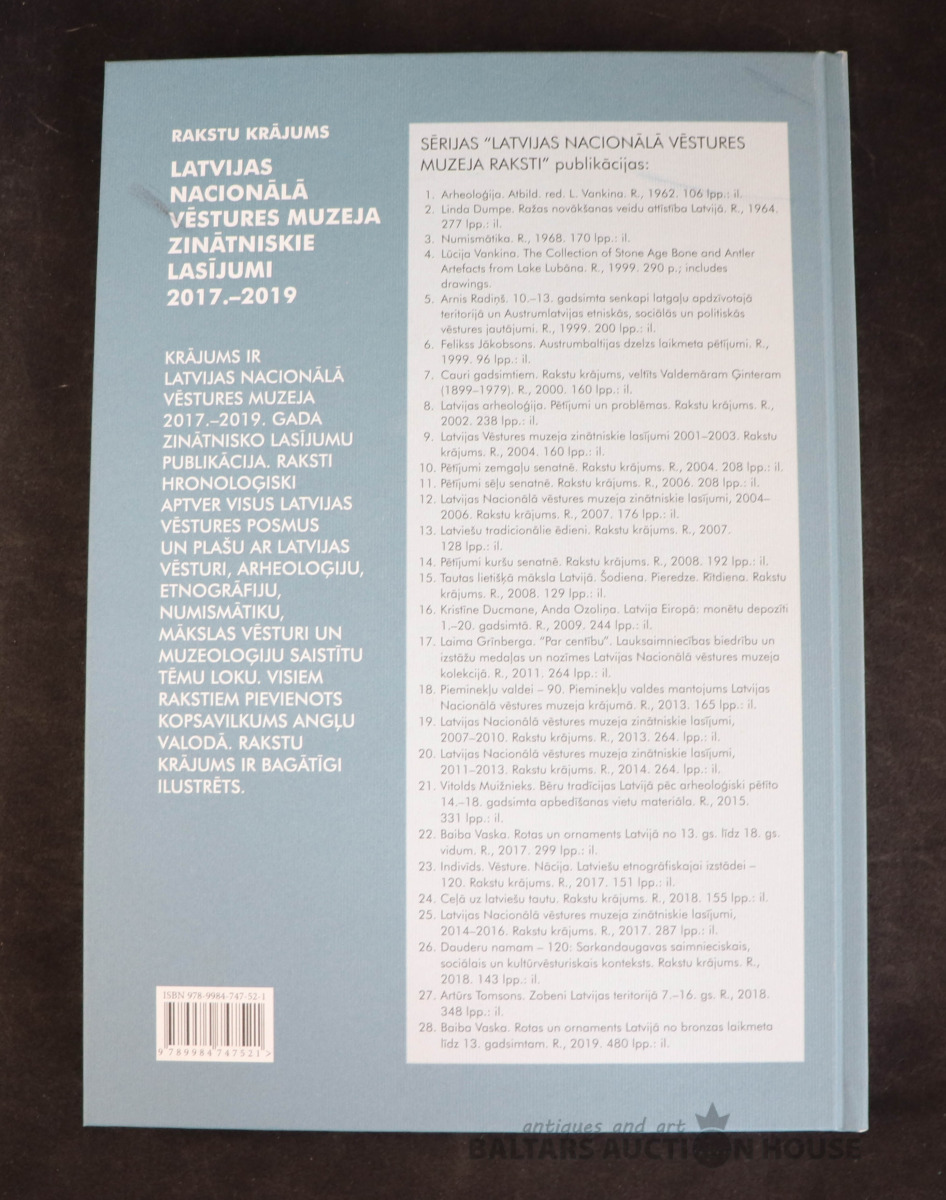 RAKSTU KRĀJUMS
LATVIJAS
NACIONĀLĀ
VĒSTURES MUZEJA
ZINĀTNISKIE
LASĪJUMI
2017.–2019
KRĀJUMS IR
LATVIJAS NACIONĀLĀ
VĒSTURES MUZEJA
2017.–2019. GADA
ZINĀTNISKO LASĪJUMU
PUBLIKĀCIJA. RAKSTI
HRONOLOĢISKI
APTVER VISUS LATVIJAS
VĒSTURES POSMUS
UN PLAŠU AR LATVIJAS
VĒSTURI, ARHEOLOĢIJU,
ETNOGRĀFIJU,
NUMISMĀTIKU,
MĀKSLAS VĒSTURI UN
MUZEOLOĢIJU SAISTĪTU
TĒMU LOKU. VISIEM
RAKSTIEM PIEVIENOTS
KOPSAVILKUMS ANGĻU
VALODĀ. RAKSTU
KRĀJUMS IR BAGĀTĪGI
ILUSTRĒTS.
ISBN 978-9984-747-52-1
9 789984 747521 >
SĒRIJAS "LATVIJAS NACIONĀLĀ VĒSTURES
MUZEJA RAKSTI" publikācijas:
1. Arheoloģija. Atbild. red. L. Vankina. R., 1962. 106 lpp.: il.
2. Linda Dumpe. Ražas novākšanas veidu attīstība Latvijā. R., 1964.
277 lpp.: il.
3. Numismātika. R., 1968. 170 lpp.: il.
4. Lūcija Vankina. The Collection of Stone Age Bone and Antler
Artefacts from Lake Lubāna. R., 1999. 290 p.; includes
drawings.
5. Arnis Radiņš. 10.–13. gadsimta senkapi latgaļu apdzīvotajā
teritorijā un Austrumlatvijas etniskās, sociālās un politiskās
vēstures jautājumi. R., 1999. 200 lpp.: il.
6. Felikss Jākobsons. Austrumbaltijas dzelzs laikmeta pētījumi. R.,
1999. 96 lpp.: il.
7. Cauri gadsimtiem. Rakstu krājums, veltīts Valdemāram Ģinteram
(1899–1979). R., 2000. 160 lpp.: il.
8. Latvijas arheoloģija. Pētījumi un problēmas. Rakstu krājums. R.,
2002. 238 lpp.: il.
9. Latvijas Vēstures muzeja zinātniskie lasījumi 2001–2003. Rakstu
krājums. R., 2004. 160 lpp.: il.
10. Pētījumi zemgaļu senatnē. Rakstu krājums. R., 2004. 208 lpp.: il.
11. Pētījumi sēļu senatnē. Rakstu krājums. R., 2006. 208 lpp.: il.
12. Latvijas Nacionālā vēstures muzeja zinātniskie lasījumi, 2004–
2006. Rakstu krājums. R., 2007. 176 lpp.: il.
13. Latviešu tradicionālie ēdieni. Rakstu krājums. R., 2007.
128 lpp.: il.
14. Pētījumi kuršu senatnē. Rakstu krājums. R., 2008. 192 lpp.: il.
15. Tautas lietišķā māksla Latvijā. Šodiena. Pieredze. Rītdiena. Rakstu
krājums. R., 2008. 129 lpp.: il.
16. Kristīne Ducmane, Anda Ozoliņa. Latvija Eiropā: monētu depozīti
1.–20. gadsimtā. R., 2009. 244 lpp.: il.
17. Laima Grīnberga. "Par centību". Lauksaimniecības biedrību un
izstāžu medaļas un nozīmes Latvijas Nacionālā vēstures muzeja
kolekcijā. R., 2011. 264 lpp.: il.
18. Pieminekļu valdei – 90. Pieminekļu valdes mantojums Latvijas
Nacionālā vēstures muzeja krājumā. R., 2013. 165 lpp.: il.
19. Latvijas Nacionālā vēstures muzeja zinātniskie lasījumi,
2007–2010. Rakstu krājums. R., 2013. 264. lpp.: il.
20. Latvijas Nacionālā vēstures muzeja zinātniskie lasījumi,
2011–2013. Rakstu krājums. R., 2014. 264. lpp.: il.
21. Vitolds Muižnieks. Bēru tradīcijas Latvijā pēc arheoloģiski pētīto
14.–18. gadsimta apbedīšanas vietu materiāla. R., 2015.
331 lpp.: il.
22. Baiba Vaska. Rotas un ornaments Latvijā no 13. gs. līdz 18. gs.
vidum. R., 2017. 299 lpp.: il.
23. Indivīds. Vēsture. Nācija. Latviešu etnogrāfiskajai izstādei –
120. Rakstu krājums. R., 2017. 151 lpp.: il.
24. Ceļā uz latviešu tautu. Rakstu krājums. R., 2018. 155 lpp.: il.
25. Latvijas Nacionālā vēstures muzeja zinātniskie lasījumi,
2014–2016. Rakstu krājums. R., 2017. 287 lpp.: il.
26. Dauderu namam – 120: Sarkandaugavas saimnieciskais,
sociālais un kultūrvēsturiskais konteksts. Rakstu krājums. R.,
2018. 143 lpp.: il.
27. Artūrs Tomsons. Zobeni Latvijas teritorijā 7.–16. gs. R., 2018.
348 lpp.: il.
28. Baiba Vaska. Rotas un ornaments Latvijā no bronzas laikmeta
līdz 13. gadsimtam. R., 2019. 480 lpp.: il.
antiques and art
BALTARS AUCTION HOUSE